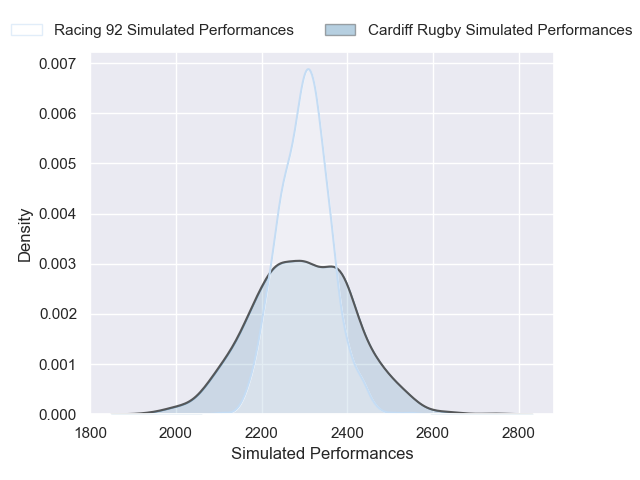 Racing 92 Simulated Performances
Cardiff Rugby Simulated Performances
0.007
0.006
0.005
0.004
0.003
0.002
0.001
0.000
Density
1800 2000 2200 2400 2600 2800
Simulated Performances